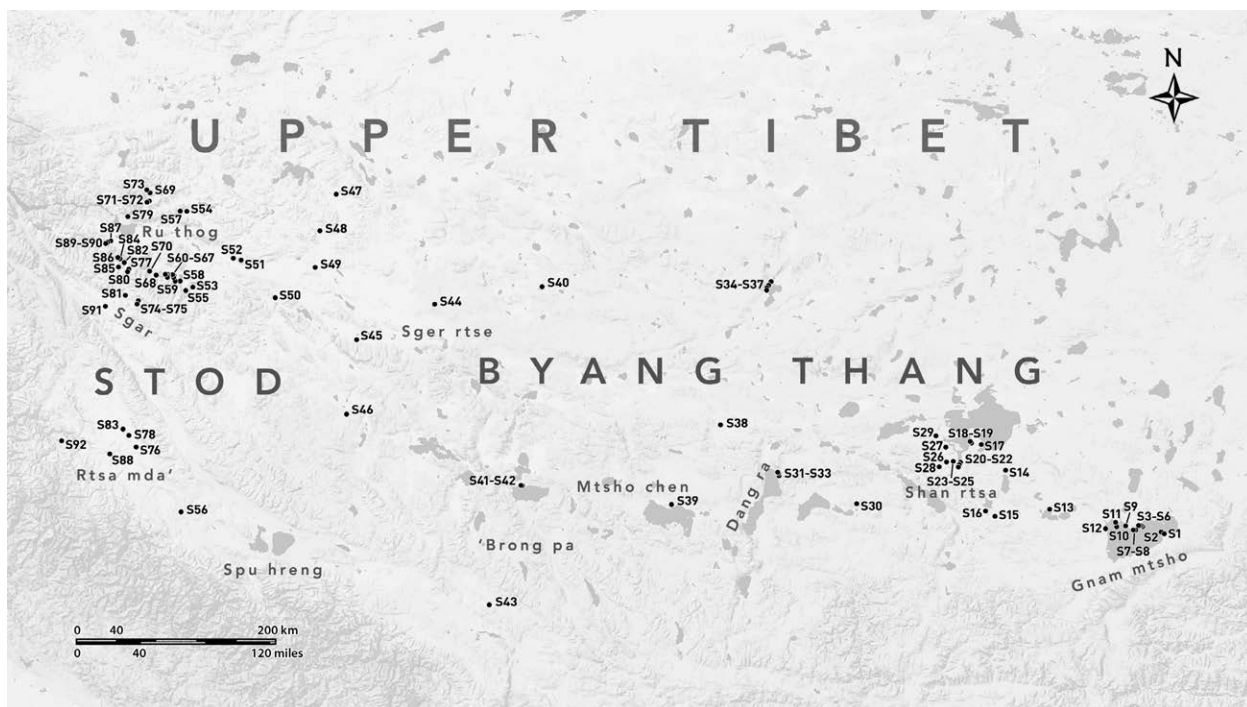 N
UPPER TIBET
S73
S69
S71-S72
S47
S54
S79
S57
Ru thog
S87
S48
S89-S90
S84
S70
S82
S60-S67
S52
S51
S86
S77
S49
S85
S58
S80
S68
S59
S53
S40
S34-S37
S55
S81
S50
S74-S75
S44
S91
Sgar
Sger rtse
S45
STOD
BYANG THANG
S46
S83
S78
S38
S29
S18-S19
S92
S76
S27
S17
S88
S26
S20-S22
Rtsa mda'
S28
S14
S41-S42
S31-S33
S23-S25
Mtsho chen
Shan rtsa
Dang ra
S39
S30
S56
S16
S15
S13
S9
S11
S3-S6
S12
S10
S2
S1
'Brong pa
S7-S8
Spu hreng
Gnam mtsho
S43
0 40 200 km
0 40 120 miles